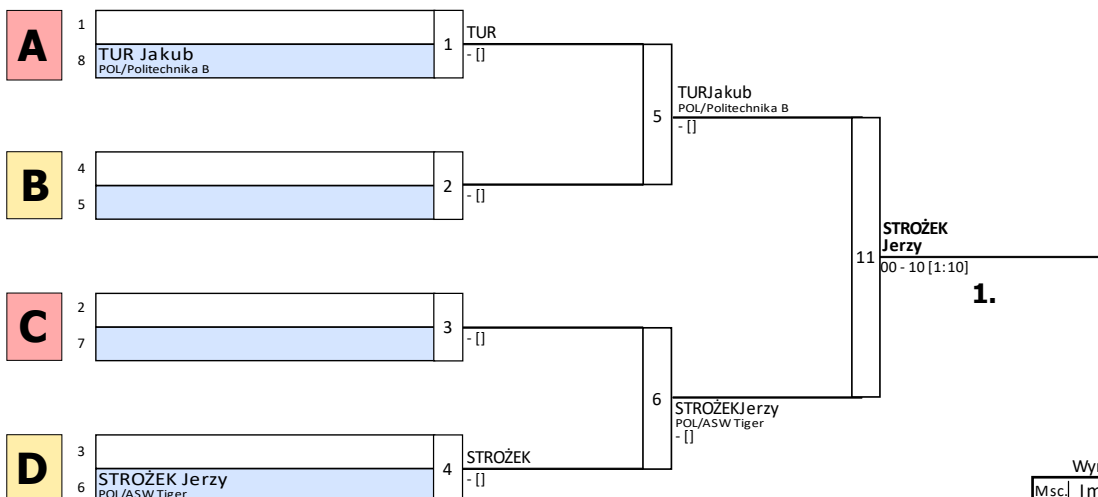 A
1
8
TUR Jakub
POL/Politechnika B
1
TUR
- []
B
4
5
2
- []
5
TURJakub
POL/Politechnika B
- []
C
2
7
3
- []
D
3
6
STROŻEK Jerzy
POL/ASW Tiger
4
STROŻEK
- []
6
STROŻEKJerzy
POL/ASW Tiger
- []
11
STROŻEK
Jerzy
00 - 10 [1:10]
1.
Msc.